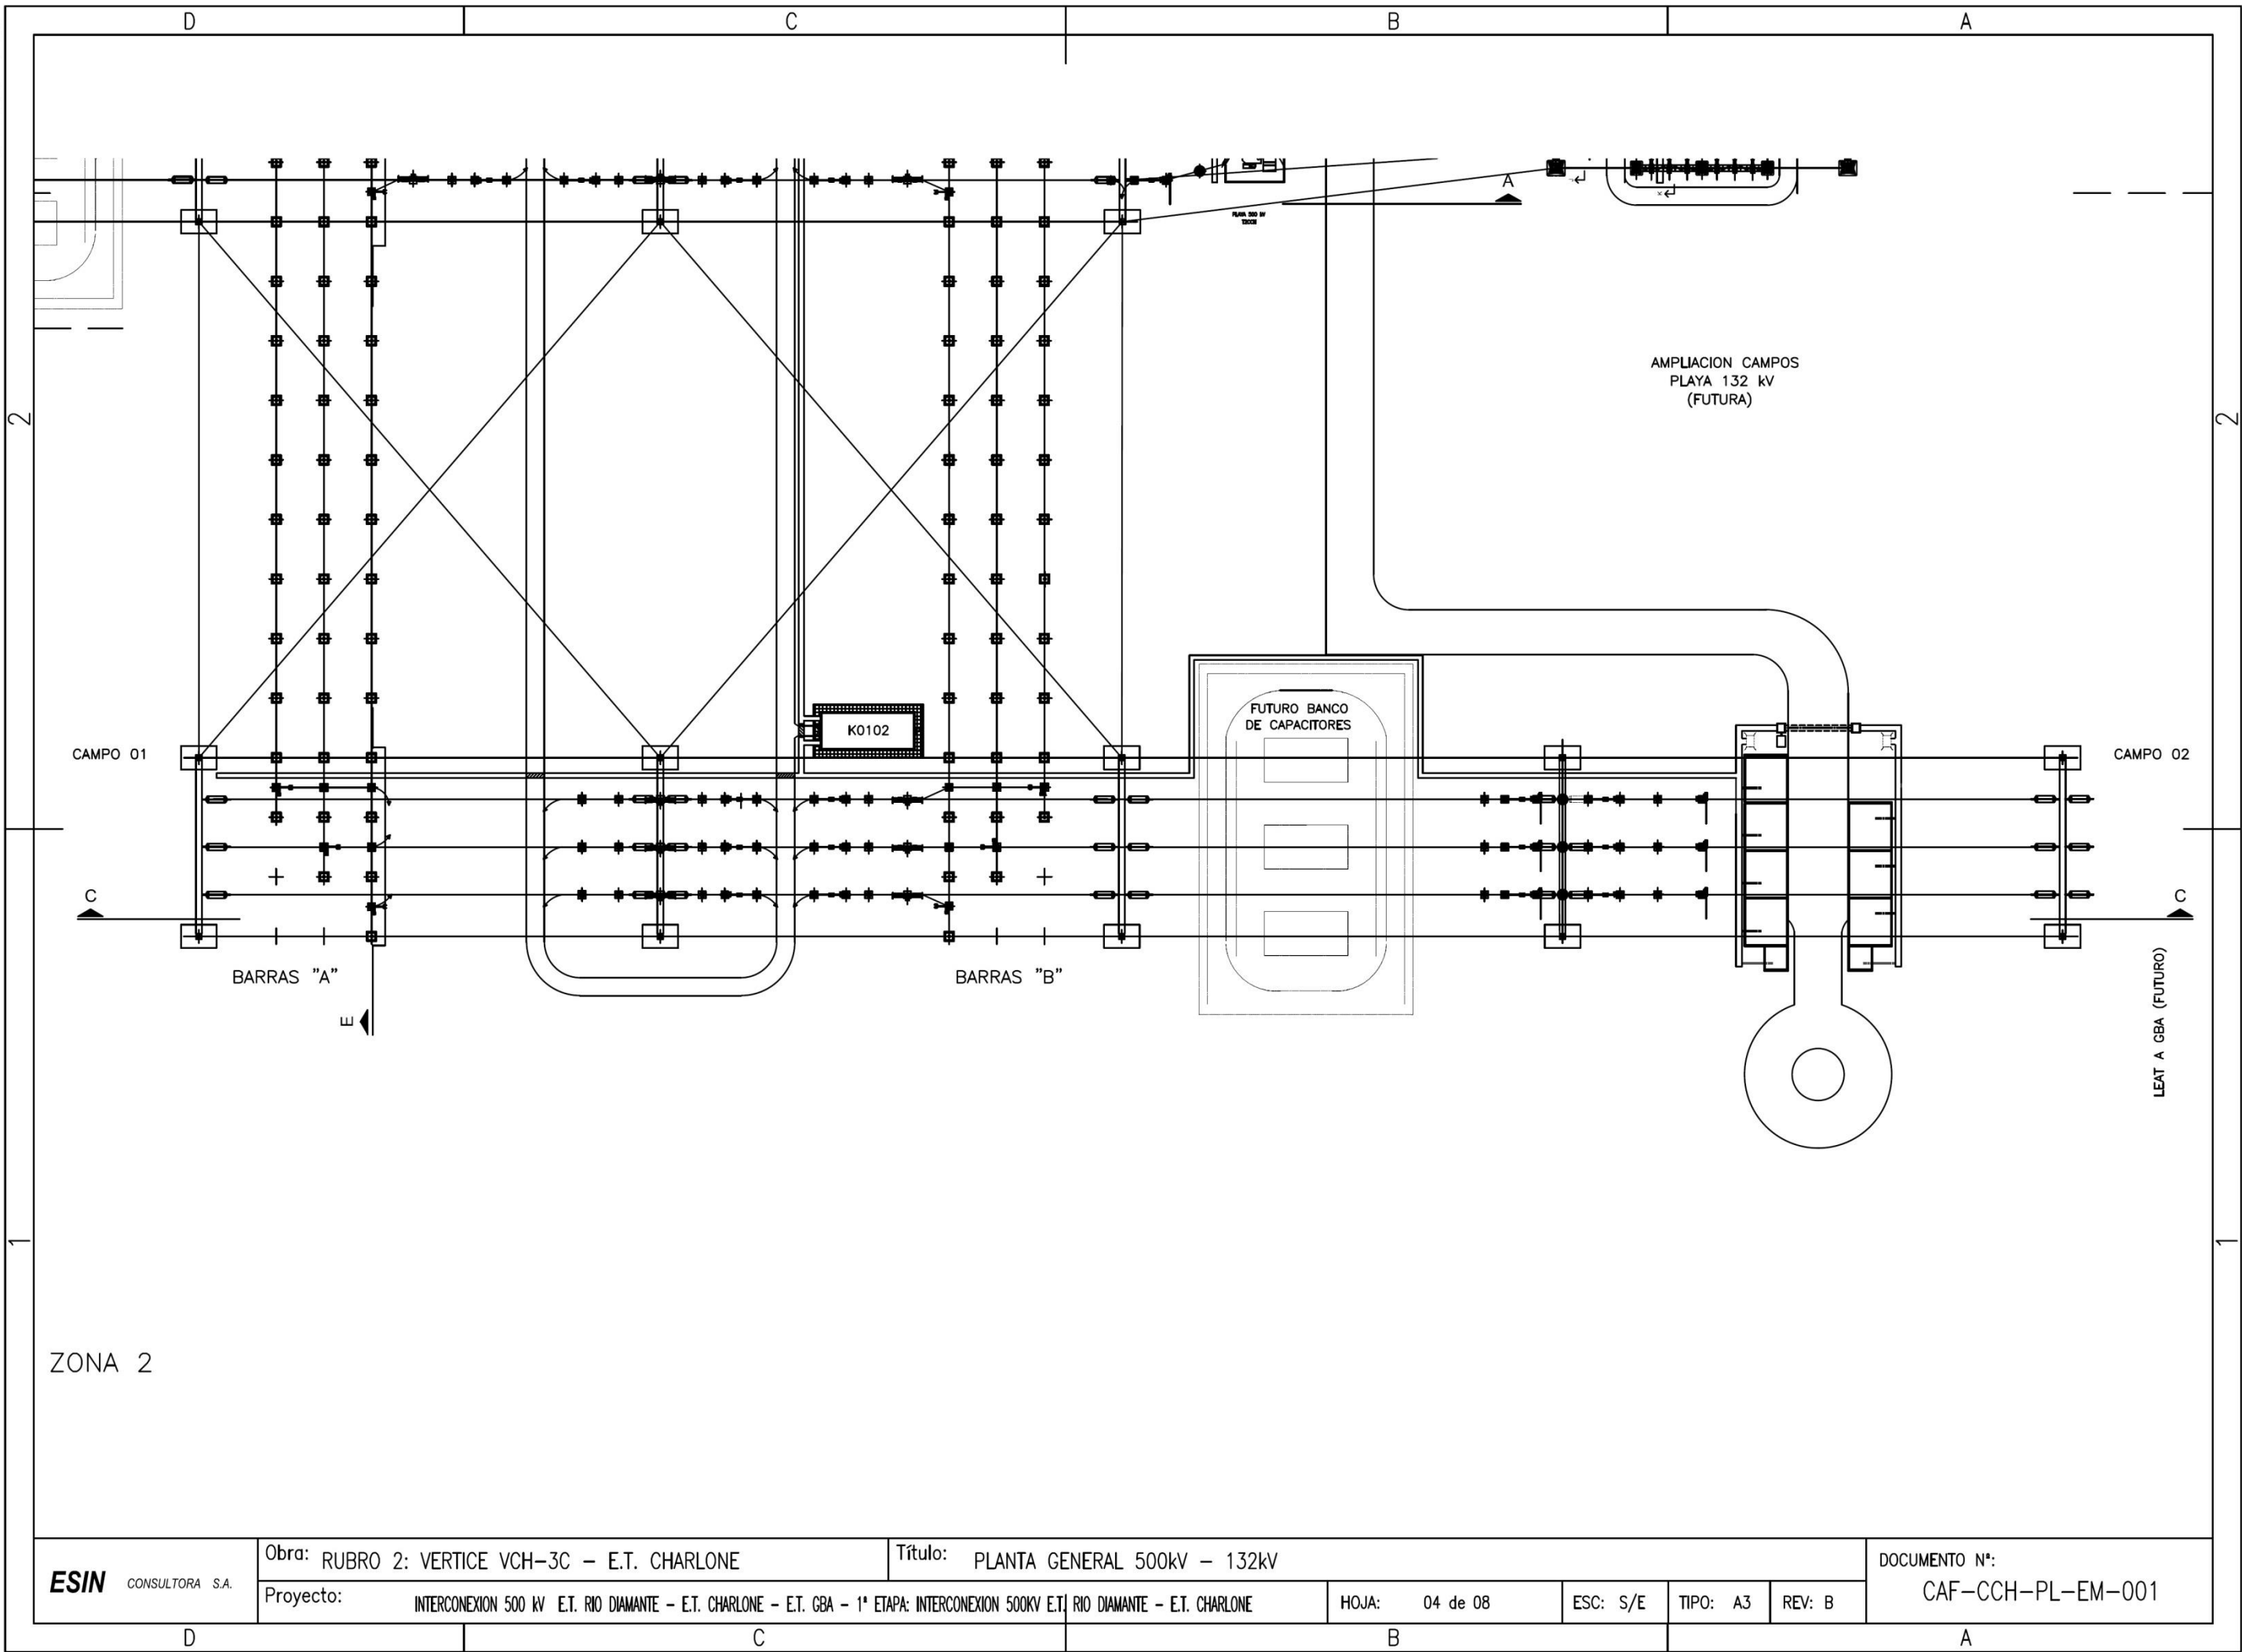 D C B A
A
PLAYA 500 kV
AMPLIACION CAMPOS
PLAYA 132 kV
(FUTURA)
2 2
FUTURO BANCO
DE CAPACITORES
K0102
CAMPO 01
CAMPO 02
C
C
BARRAS "A"
BARRAS "B"
E
LEAT A GBA (FUTURO)
1 1
ZONA 2
ESIN CONSULTORA S.A.
Obra: RUBRO 2: VERTICE VCH-3C - E.T. CHARLONE
Título: PLANTA GENERAL 500kV - 132kV
Proyecto: INTERCONEXION 500 kV E.T. RIO DIAMANTE - E.T. CHARLONE - E.T. GBA - 1ª ETAPA: INTERCONEXION 500KV E.T. RIO DIAMANTE - E.T. CHARLONE
HOJA: 04 de 08
ESC: S/E
TIPO: A3
REV: B
DOCUMENTO Nº:
CAF-CCH-PL-EM-001
D C B A